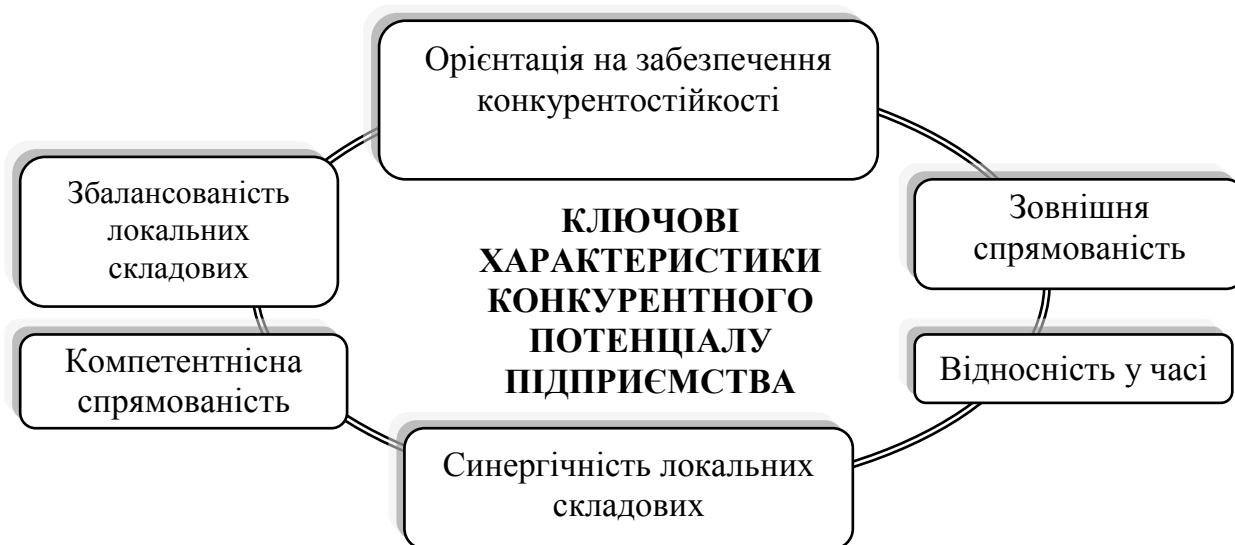 Орієнтація на забезпечення
конкурентостійкості
Збалансованість
локальних
складових
Зовнішня
спрямованість
КЛЮЧОВІ
ХАРАКТЕРИСТИКИ
КОНКУРЕНТНОГО
ПОТЕНЦІАЛУ
ПІДПРИЄМСТВА
Компетентнісна
спрямованість
Відносність у часі
Синергічність локальних
складових